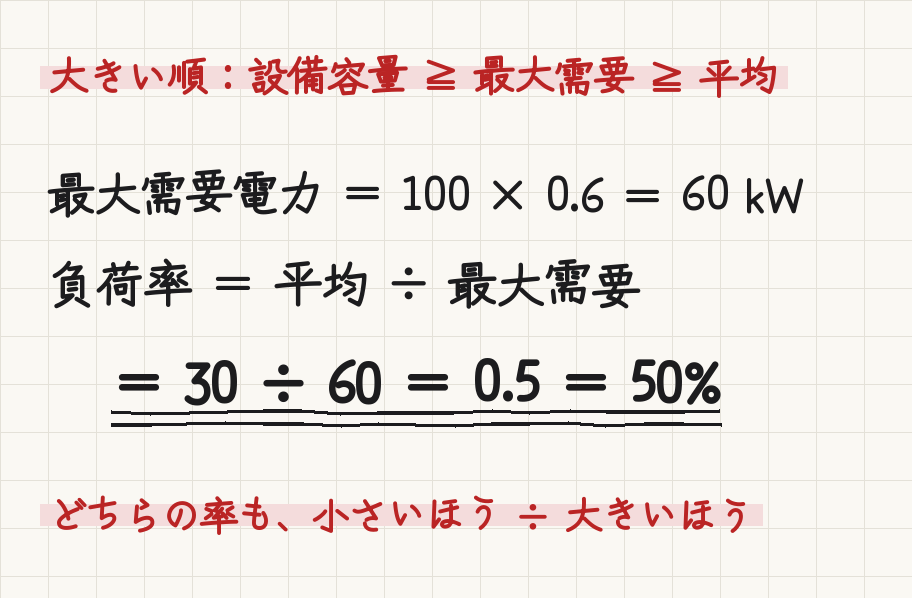 大きい順：設備容量 ≧ 最大需要 ≧ 平均
最大需要電力 ＝ 100 × 0.6 ＝ 60 kW
負荷率 ＝ 平均 ÷ 最大需要
＝ 30 ÷ 60 ＝ 0.5 ＝ 50%
どちらの率も、小さいほう ÷ 大きいほう